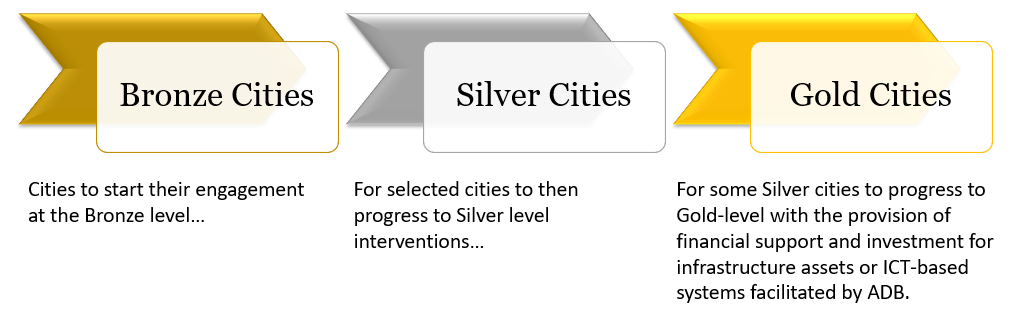 Bronze Cities
Silver Cities
Gold Cities
Cities to start their engagement
at the Bronze level...
For selected cities to then
progress to Silver level
interventions...
For some Silver cities to progress to
Gold-level with the provision of
financial support and investment for
infrastructure assets or ICT-based
systems facilitated by ADB.